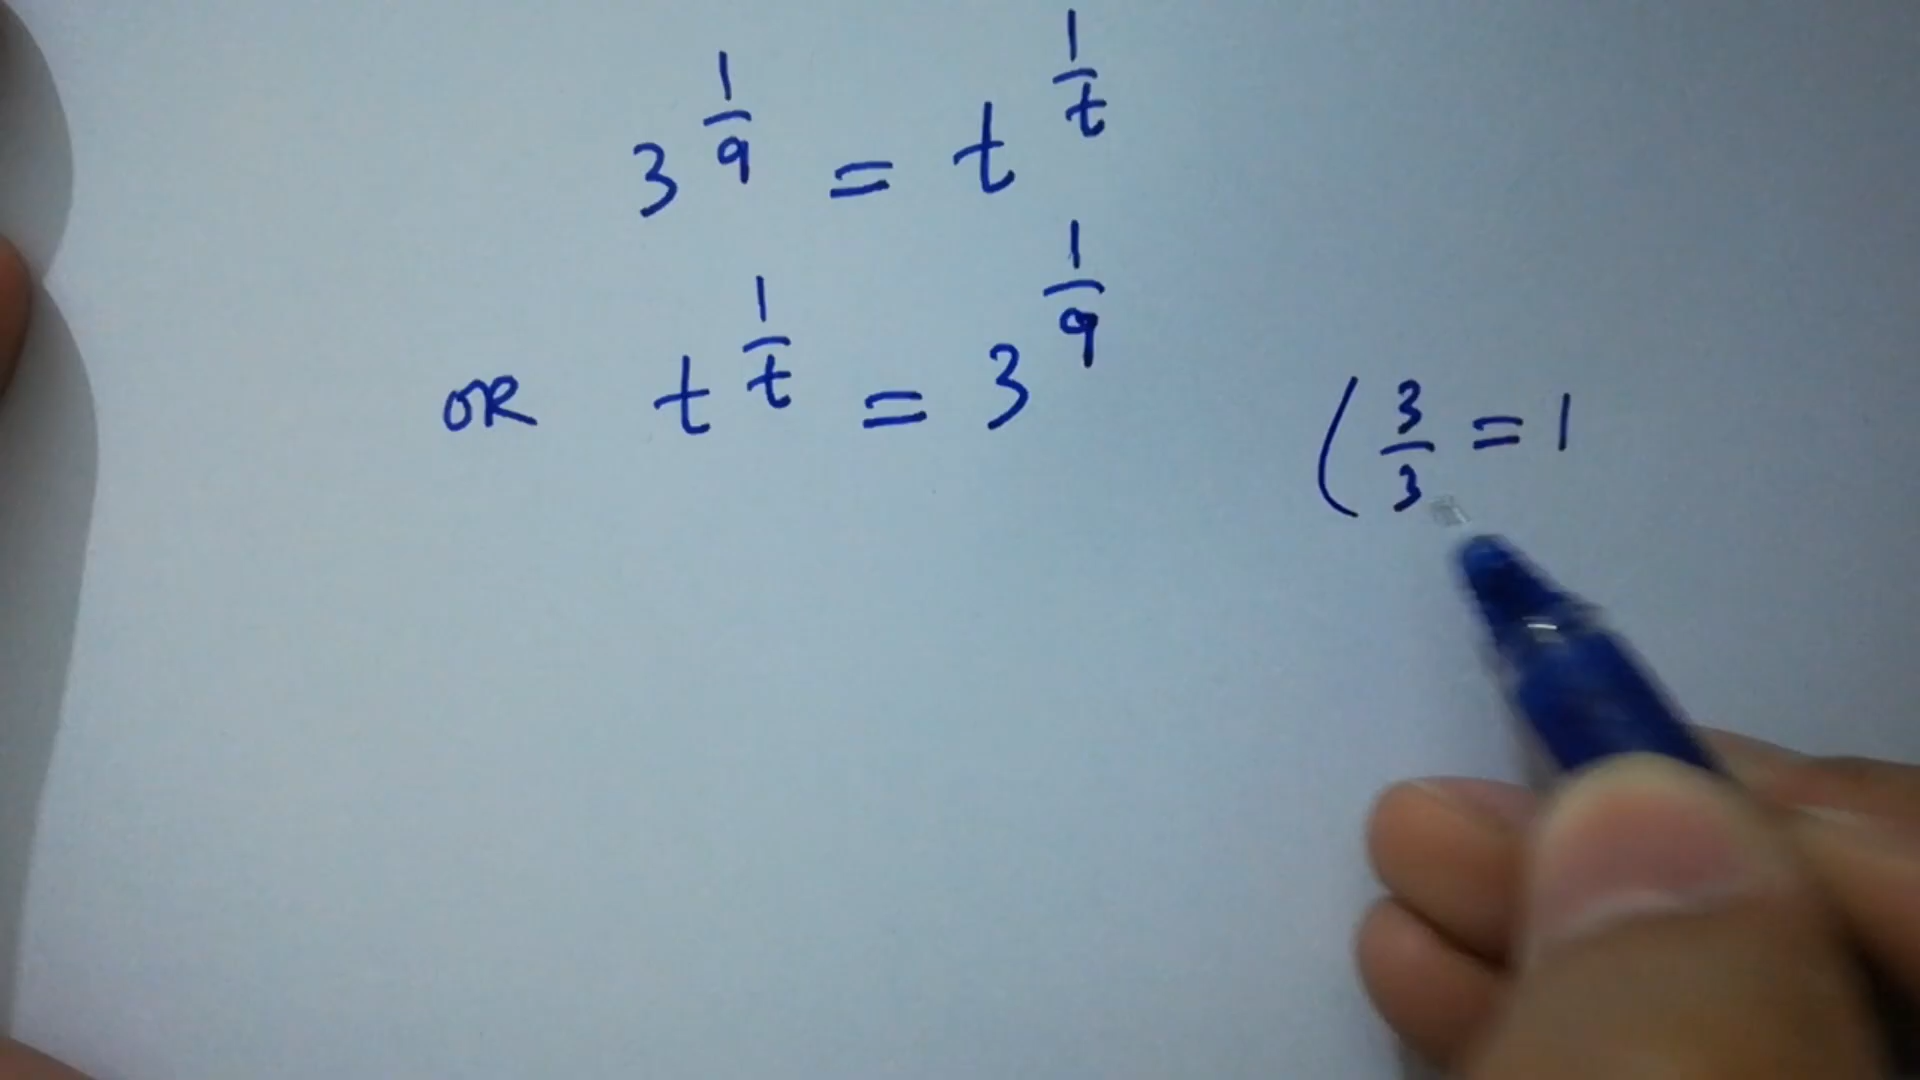 3^{1/9} = t^{1/t}
OR t^{1/t} = 3^{1/9}
( 3/3 = 1